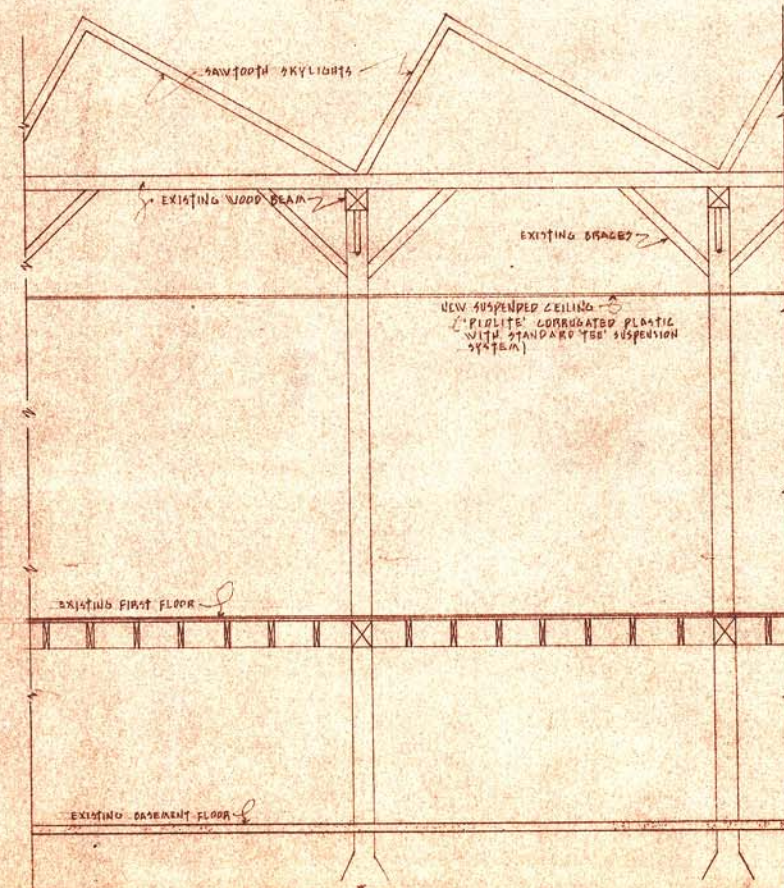 SAWTOOTH SKYLIGHTS
EXISTING WOOD BEAM
EXISTING BRACES
NEW SUSPENDED CEILING
('PIOLITE' CORRUGATED PLASTIC
WITH STANDARD 'TEE' SUSPENSION
SYSTEM)
EXISTING FIRST FLOOR
EXISTING BASEMENT FLOOR